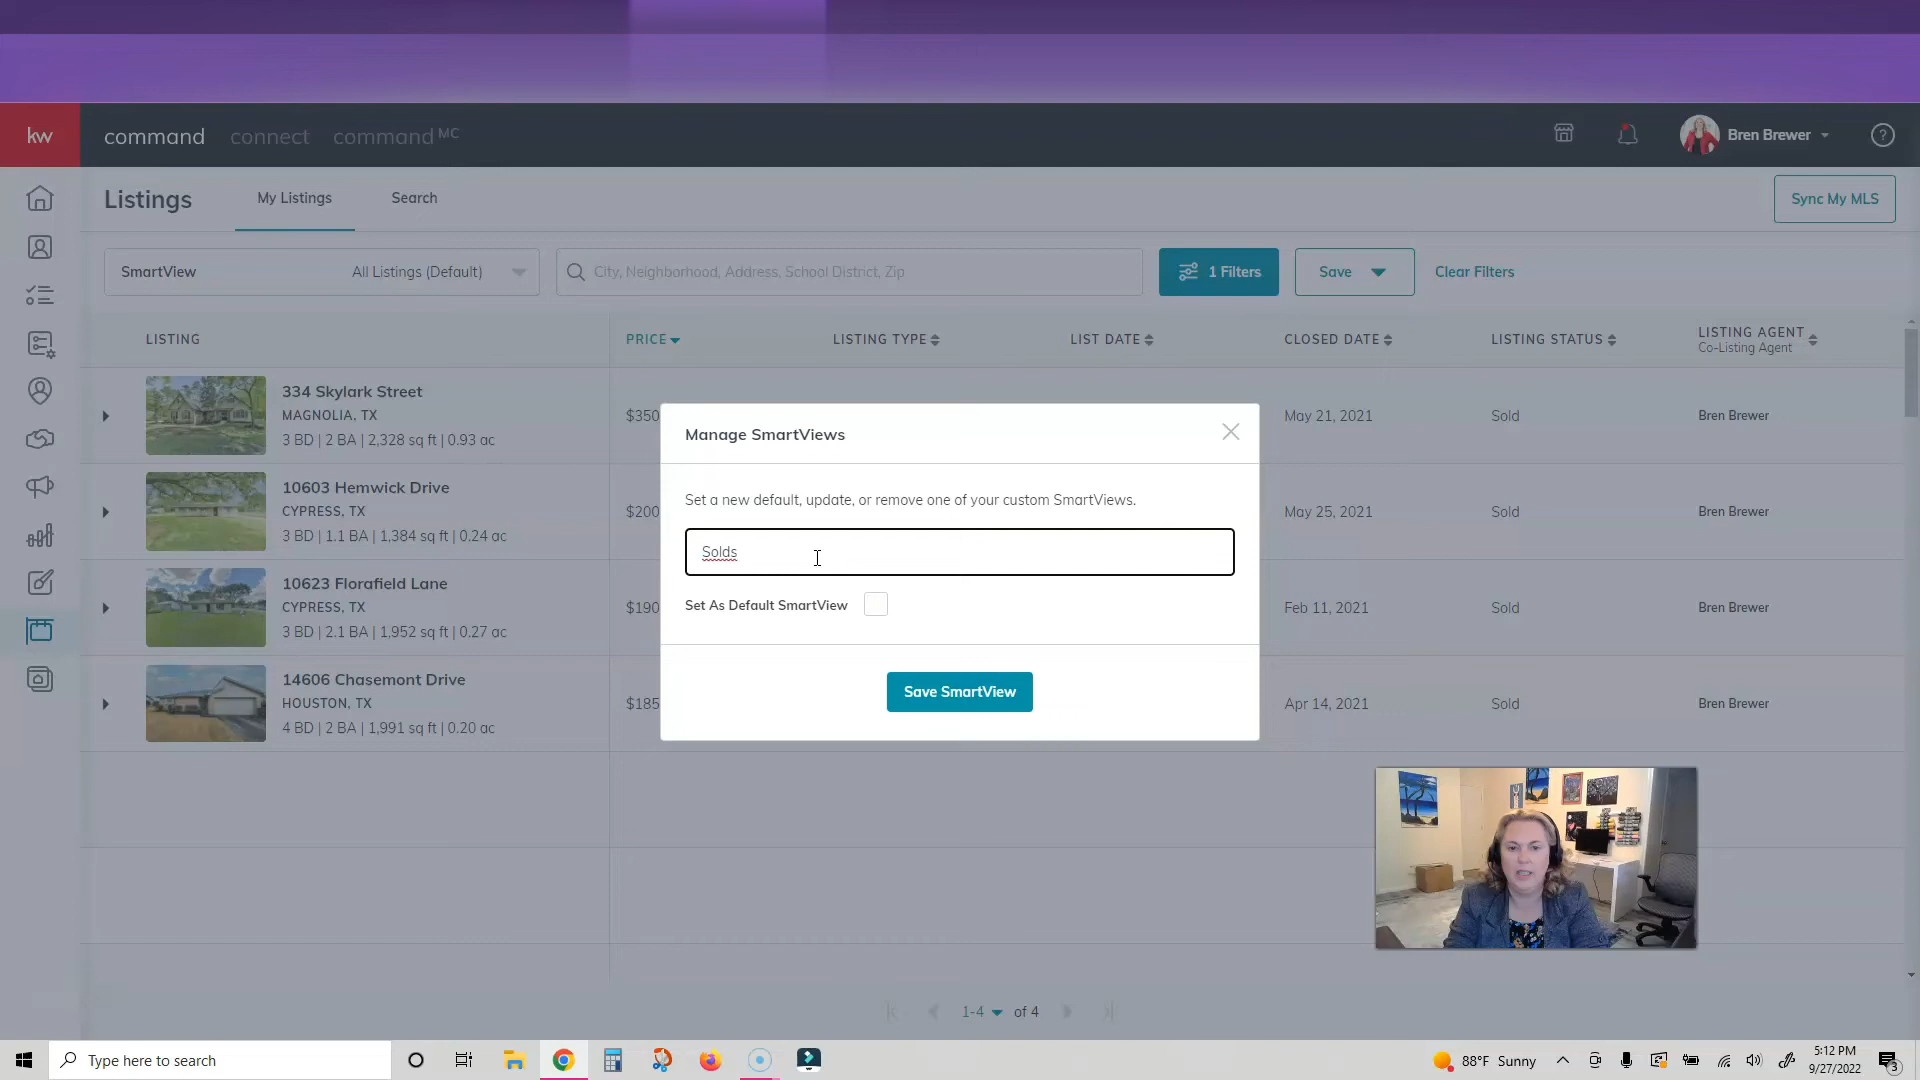 kw command connect command MC Bren Brewer ?
Listings My Listings Search Sync My MLS
SmartView All Listings (Default) City, Neighborhood, Address, School District, Zip 1 Filters Save Clear Filters
LISTING PRICE LISTING TYPE LIST DATE CLOSED DATE LISTING STATUS LISTING AGENT
Co-Listing Agent
334 Skylark Street
MAGNOLIA, TX $350 May 21, 2021 Sold Bren Brewer
3 BD | 2 BA | 2,328 sq ft | 0.93 ac
10603 Hemwick Drive
CYPRESS, TX $200 May 25, 2021 Sold Bren Brewer
3 BD | 1.1 BA | 1,384 sq ft | 0.24 ac
10623 Florafield Lane
CYPRESS, TX $190 Feb 11, 2021 Sold Bren Brewer
3 BD | 2.1 BA | 1,952 sq ft | 0.27 ac
14606 Chasemont Drive
HOUSTON, TX $185 Apr 14, 2021 Sold Bren Brewer
4 BD | 2 BA | 1,991 sq ft | 0.20 ac
Manage SmartViews
Set a new default, update, or remove one of your custom SmartViews.
Solds
Set As Default SmartView
Save SmartView
1-4 of 4
Type here to search 88°F Sunny 5:12 PM
9/27/2022 3